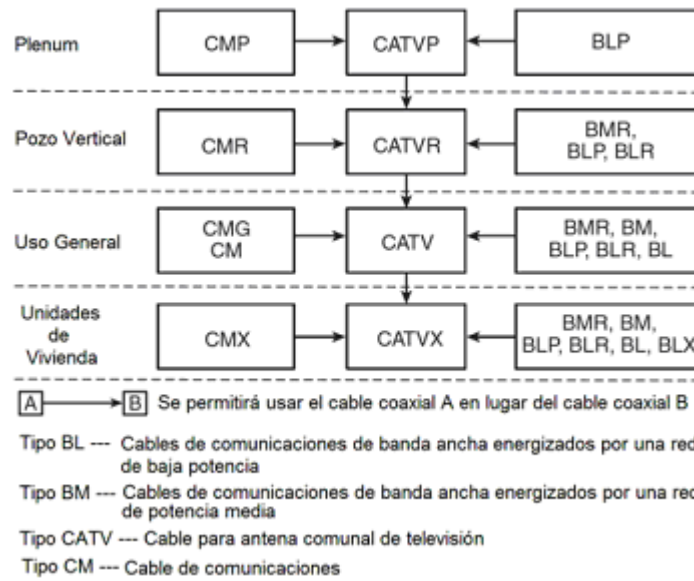 Plenum
CMP
CATVP
BLP
Pozo Vertical
CMR
CATVR
BMR,
BLP, BLR
Uso General
CMG
CM
CATV
BMR, BM,
BLP, BLR, BL
Unidades
de
Vivienda
CMX
CATVX
BMR, BM,
BLP, BLR, BL, BLX
A B Se permitirá usar el cable coaxial A en lugar del cable coaxial B
Tipo BL --- Cables de comunicaciones de banda ancha energizados por una red
de baja potencia
Tipo BM --- Cables de comunicaciones de banda ancha energizados por una red
de potencia media
Tipo CATV --- Cable para antena comunal de televisión
Tipo CM --- Cable de comunicaciones